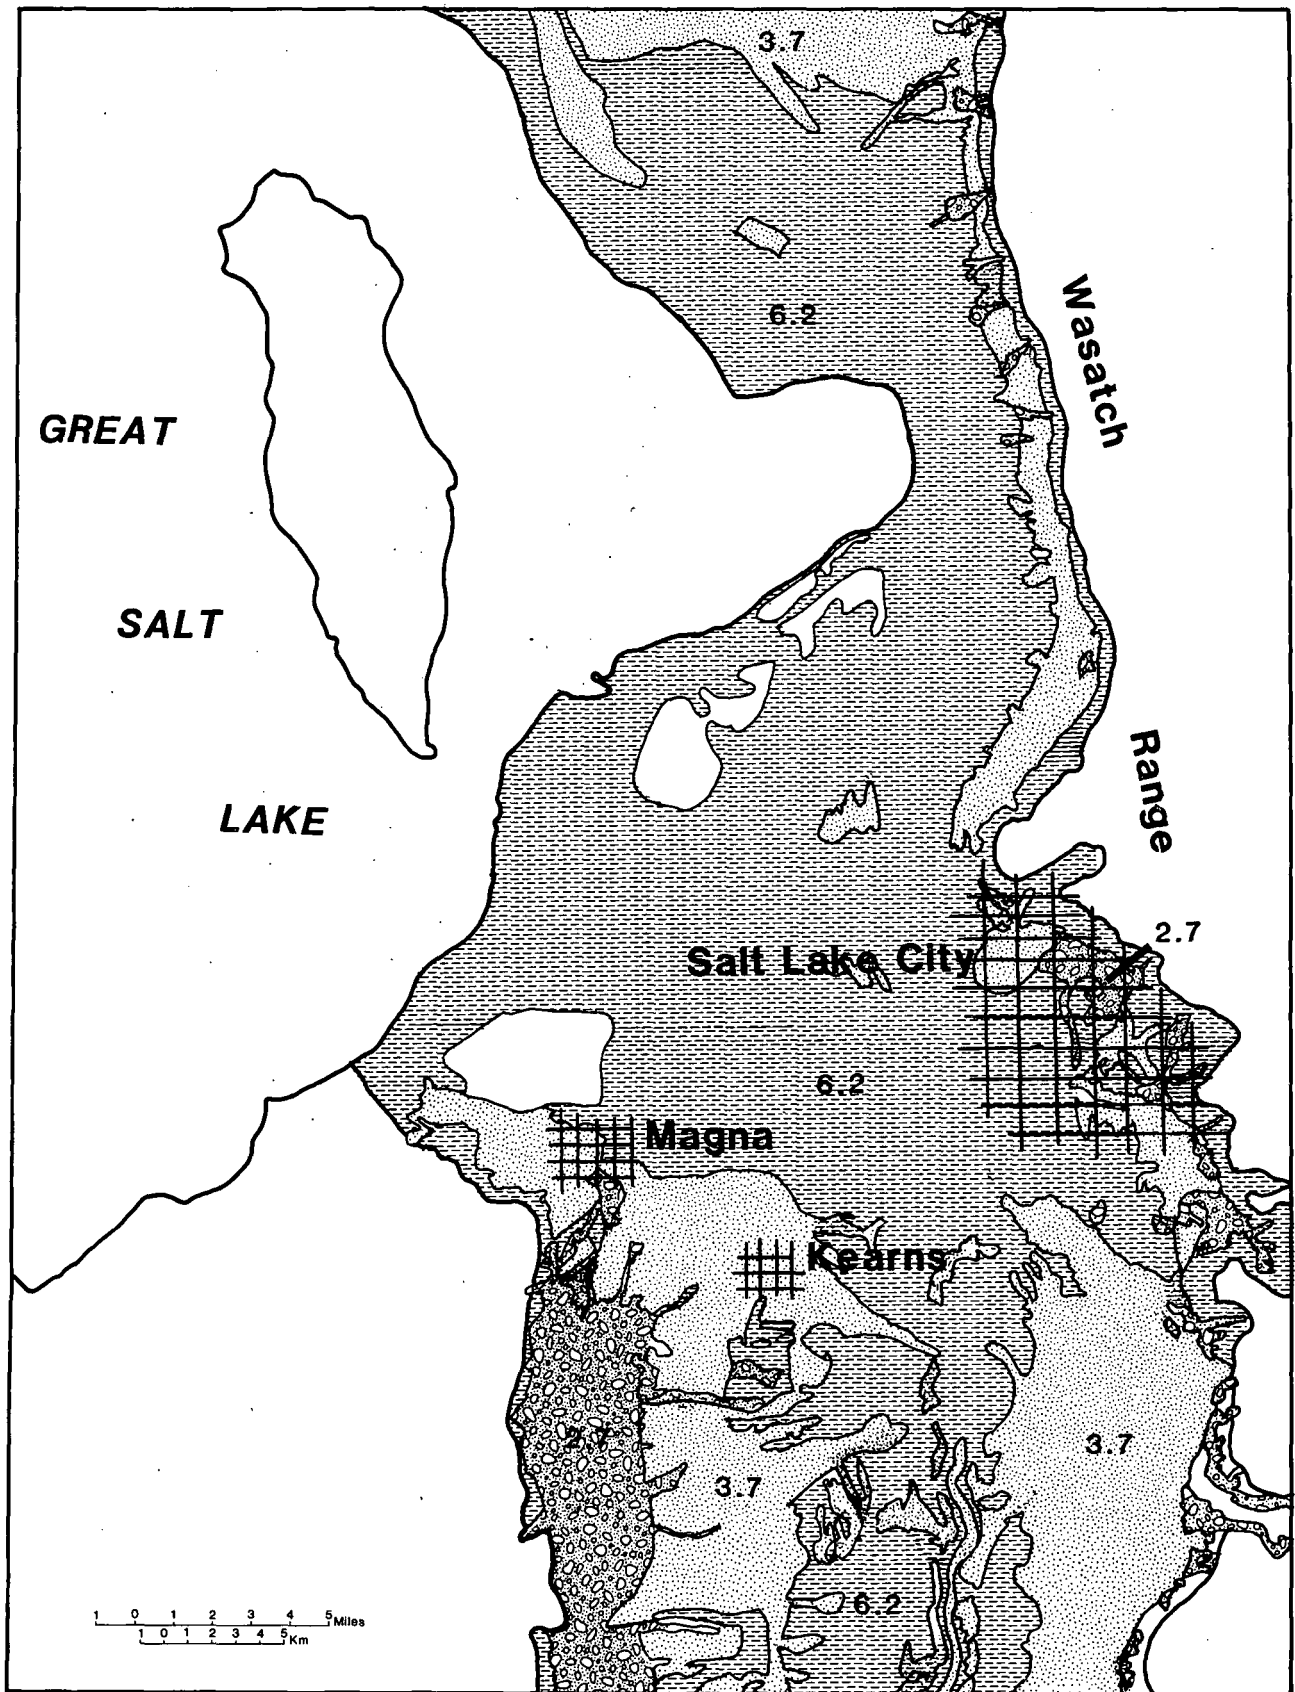 3.7
6.2
Wasatch
GREAT
SALT
Range
LAKE
2.7
Salt Lake City
6.2
Magna
Kearns
2.7
3.7
3.7
6.2
1 0 1 2 3 4 5 Miles
1 0 1 2 3 4 5 Km